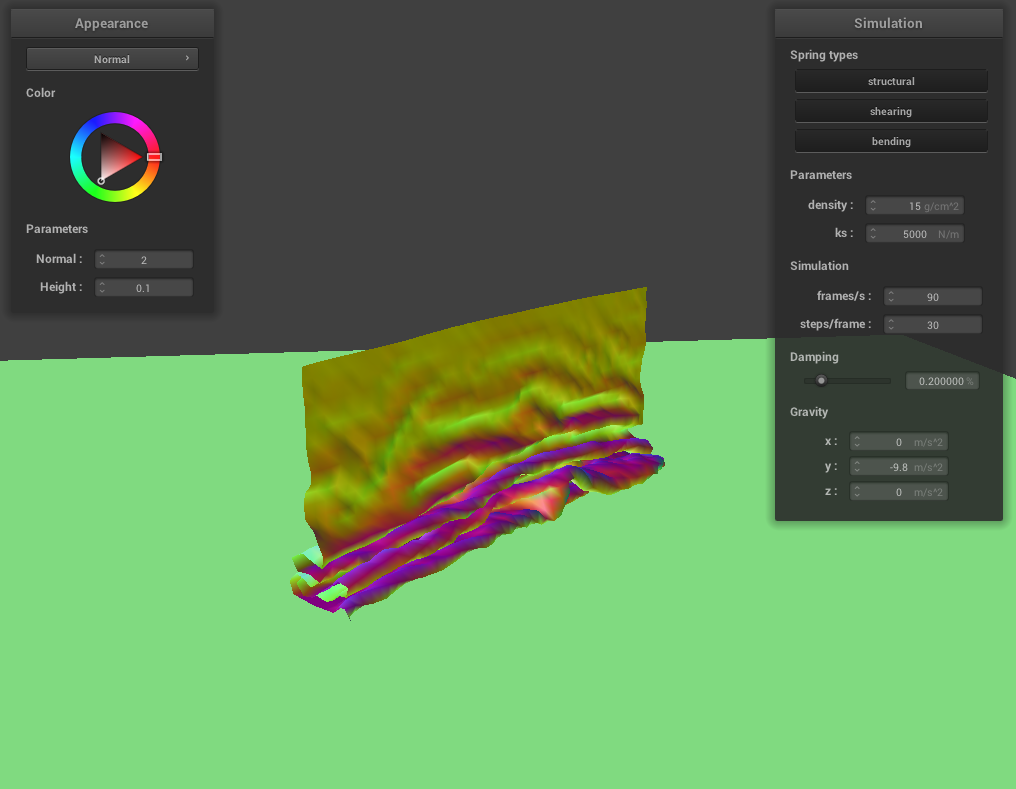 Appearance
Normal
Color
Parameters
Normal : 2
Height : 0.1
Simulation
Spring types
structural
shearing
bending
Parameters
density : 15 g/cm^2
ks : 5000 N/m
Simulation
frames/s : 90
steps/frame : 30
Damping
0.200000 %
Gravity
x : 0 m/s^2
y : -9.8 m/s^2
z : 0 m/s^2